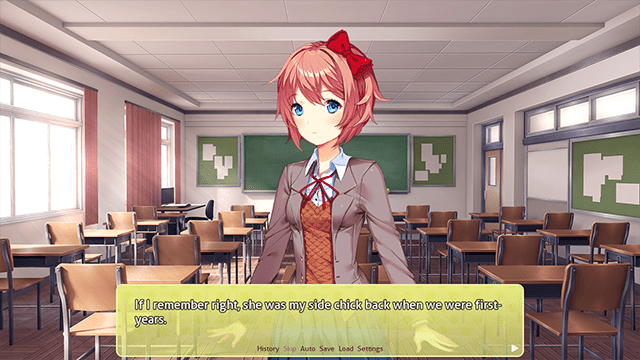 If I remember right, she was my side chick back when we were first-
years.
History Skip Auto Save Load Settings